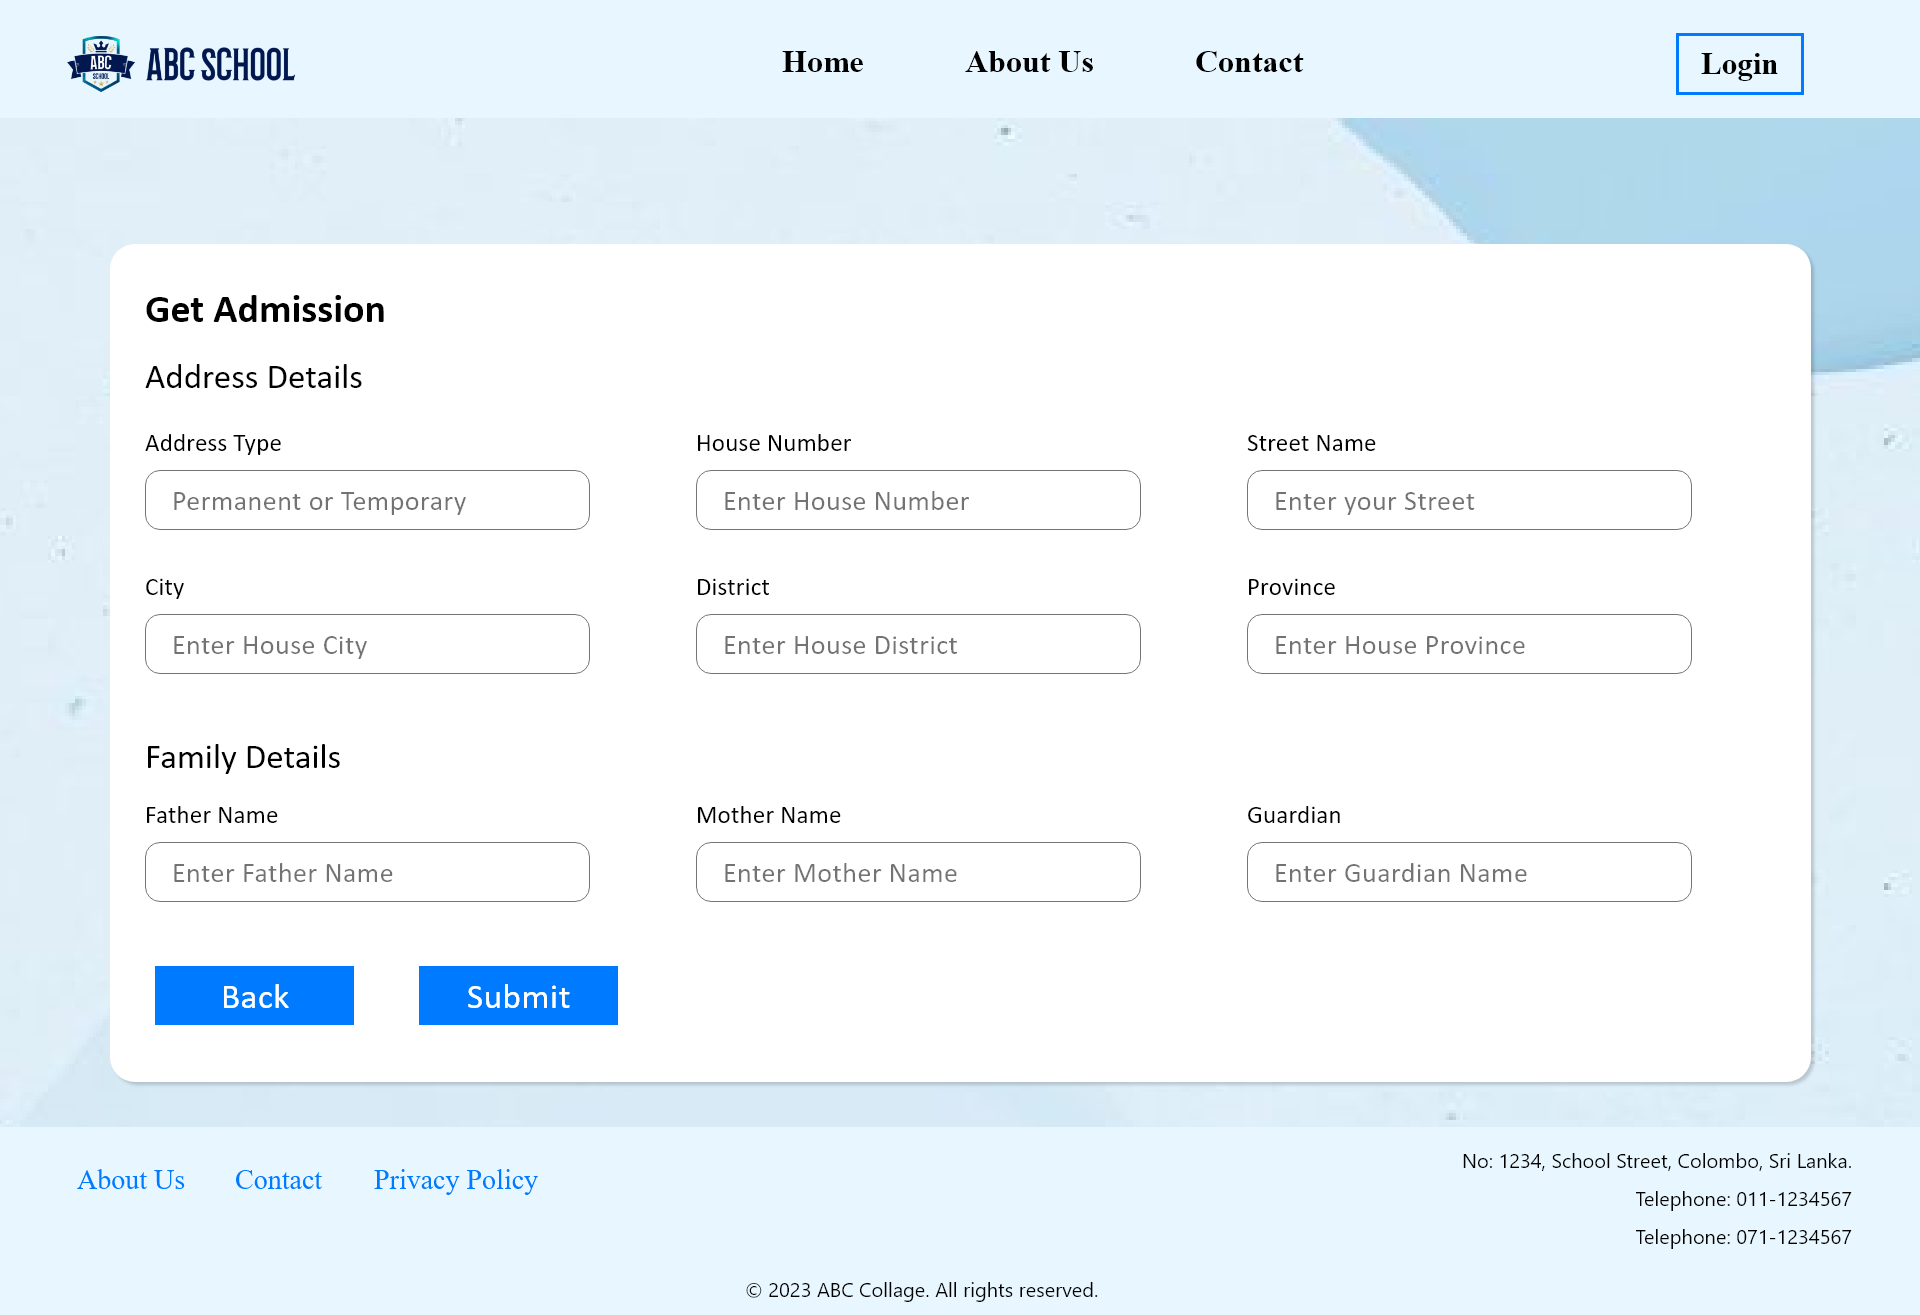 ABC
SCHOOL
ABC SCHOOL
Home About Us Contact
Login
Get Admission
Address Details
Address Type House Number Street Name
Permanent or Temporary Enter House Number Enter your Street
City District Province
Enter House City Enter House District Enter House Province
Family Details
Father Name Mother Name Guardian
Enter Father Name Enter Mother Name Enter Guardian Name
Back Submit
About Us Contact Privacy Policy
No: 1234, School Street, Colombo, Sri Lanka.
Telephone: 011-1234567
Telephone: 071-1234567
© 2023 ABC Collage. All rights reserved.